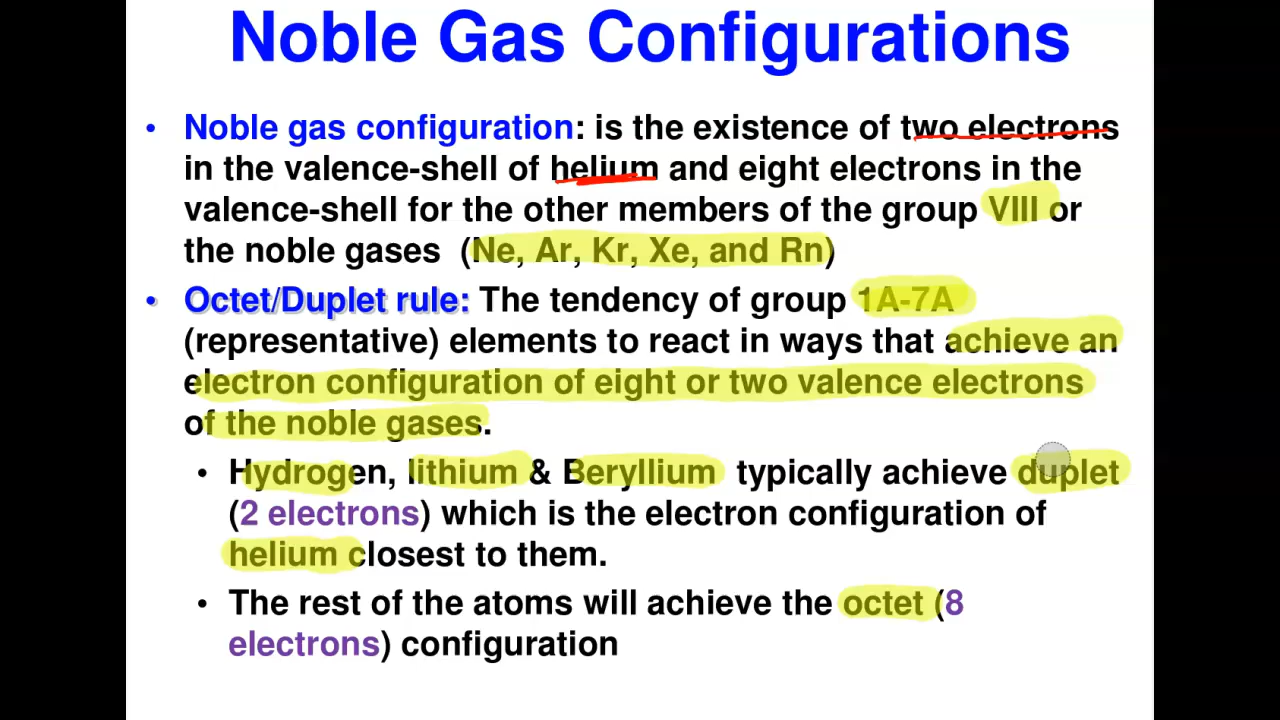 Noble Gas Configurations
• Noble gas configuration: is the existence of two electrons
in the valence-shell of helium and eight electrons in the
valence-shell for the other members of the group VIII or
the noble gases (Ne, Ar, Kr, Xe, and Rn)
• Octet/Duplet rule: The tendency of group 1A-7A
(representative) elements to react in ways that achieve an
electron configuration of eight or two valence electrons
of the noble gases.
• Hydrogen, lithium & Beryllium typically achieve duplet
(2 electrons) which is the electron configuration of
helium closest to them.
• The rest of the atoms will achieve the octet (8
electrons) configuration